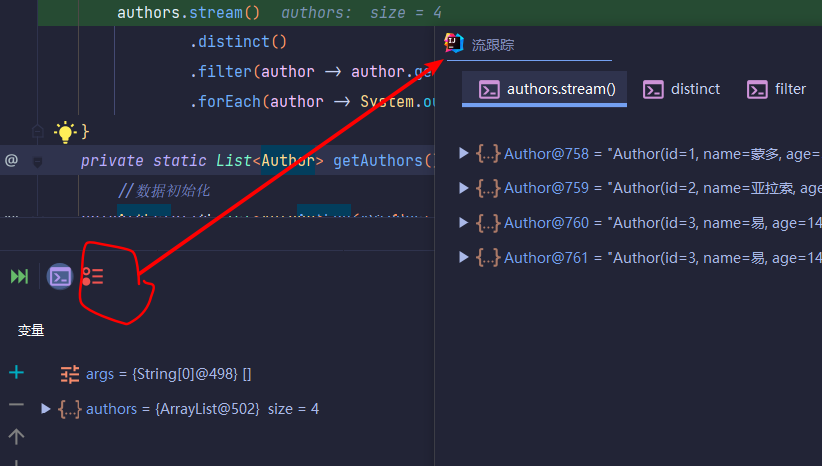 authors.stream() authors: size = 4
.distinct()
.filter(author -> author.ge
.forEach(author -> System.ou
}
@ private static List<Author> getAuthors(
//数据初始化
变量
args = {String[0]@498} []
authors = {ArrayList@502} size = 4
流跟踪
authors.stream() distinct filter
{...} Author@758 = "Author(id=1, name=蒙多, age=
{...} Author@759 = "Author(id=2, name=亚拉索,
{...} Author@760 = "Author(id=3, name=易, age=14
{...} Author@761 = "Author(id=3, name=易, age=14